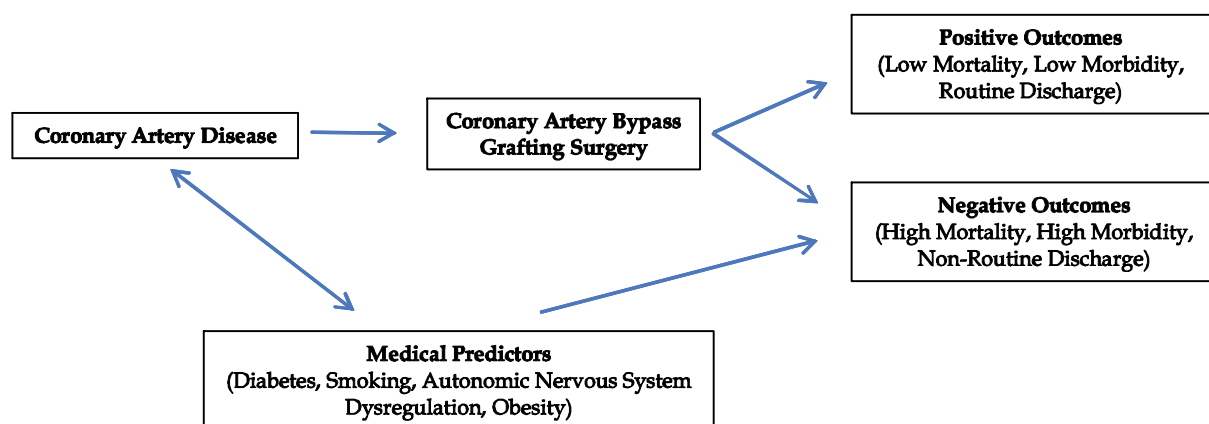 Coronary Artery Disease
Coronary Artery Bypass
Grafting Surgery
Positive Outcomes
(Low Mortality, Low Morbidity,
Routine Discharge)
Negative Outcomes
(High Mortality, High Morbidity,
Non-Routine Discharge)
Medical Predictors
(Diabetes, Smoking, Autonomic Nervous System
Dysregulation, Obesity)